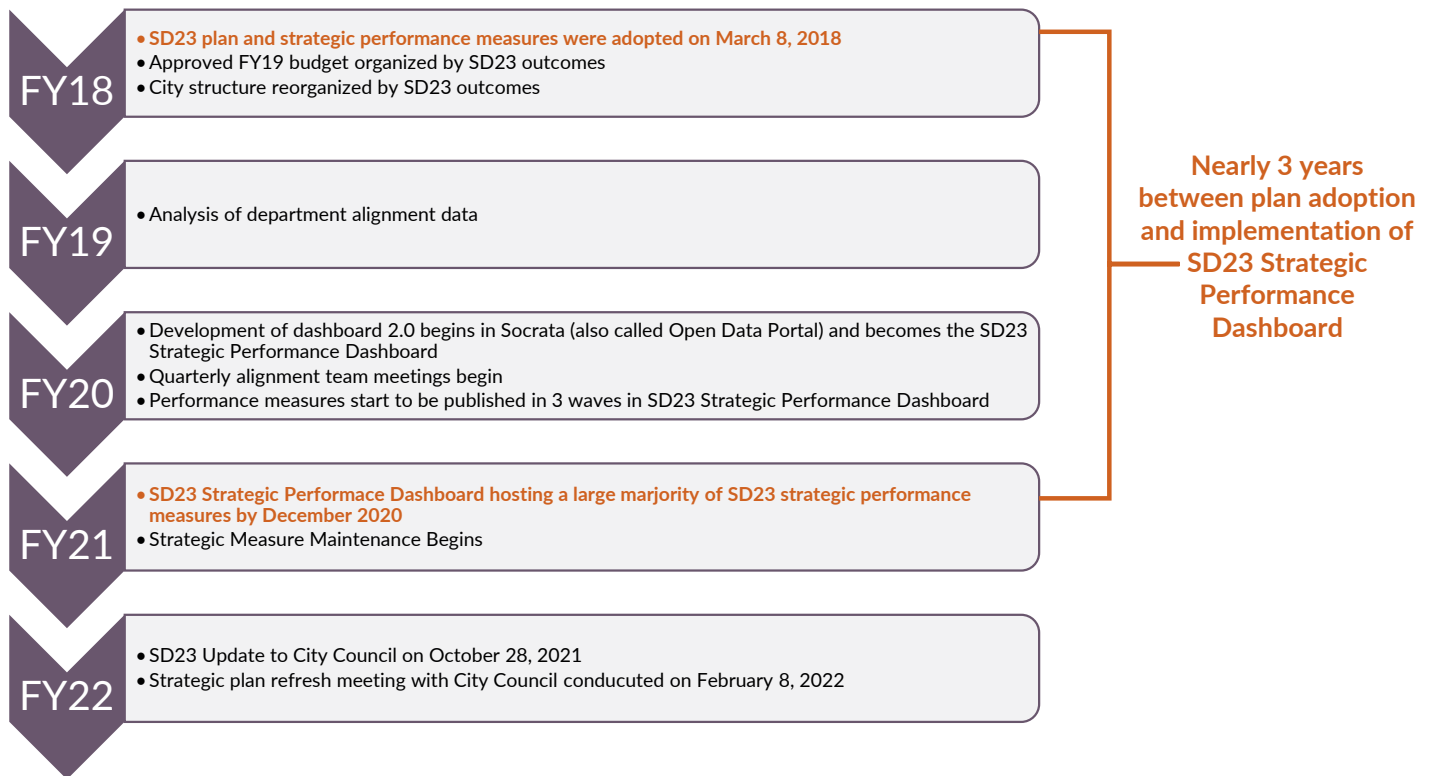 FY18
• SD23 plan and strategic performance measures were adopted on March 8, 2018
• Approved FY19 budget organized by SD23 outcomes
• City structure reorganized by SD23 outcomes
FY19
• Analysis of department alignment data
FY20
• Development of dashboard 2.0 begins in Socrata (also called Open Data Portal) and becomes the SD23
Strategic Performance Dashboard
• Quarterly alignment team meetings begin
• Performance measures start to be published in 3 waves in SD23 Strategic Performance Dashboard
FY21
• SD23 Strategic Performace Dashboard hosting a large marjority of SD23 strategic performance
measures by December 2020
• Strategic Measure Maintenance Begins
FY22
• SD23 Update to City Council on October 28, 2021
• Strategic plan refresh meeting with City Council conducuted on February 8, 2022
Nearly 3 years
between plan adoption
and implementation of
SD23 Strategic
Performance
Dashboard